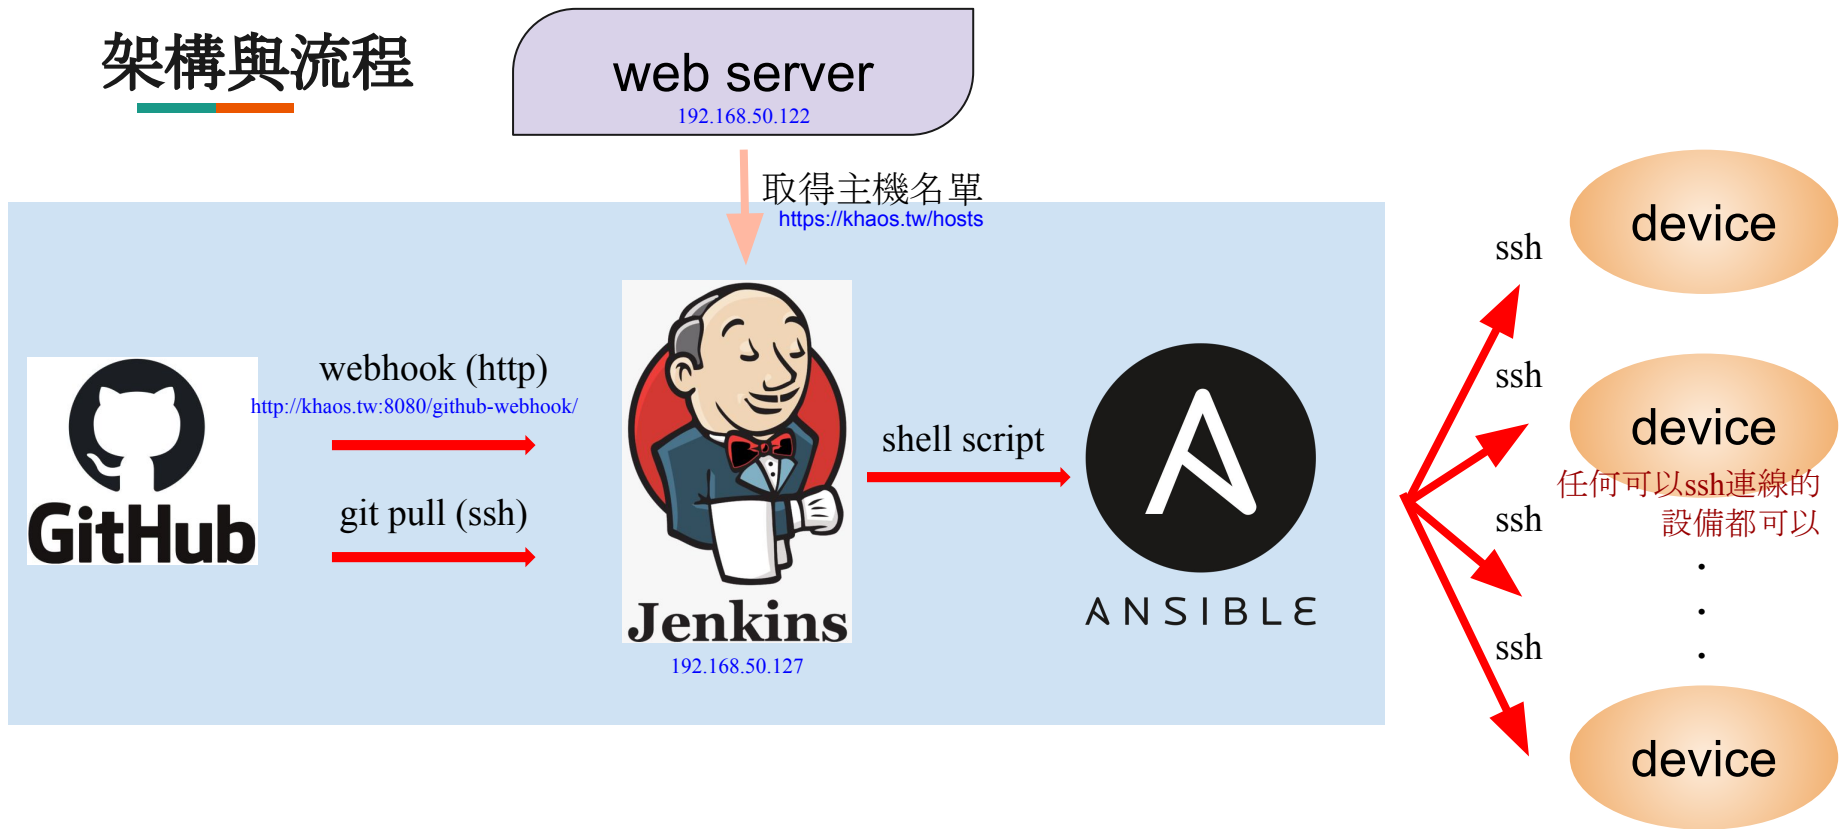 架構與流程
web server
192.168.50.122
取得主機名單
https://khaos.tw/hosts
webhook (http)
http://khaos.tw:8080/github-webhook/
git pull (ssh)
GitHub
Jenkins
192.168.50.127
shell script
ANSIBLE
ssh
ssh
ssh
ssh
device
device
任何可以ssh連線的
設備都可以
.
.
.
device